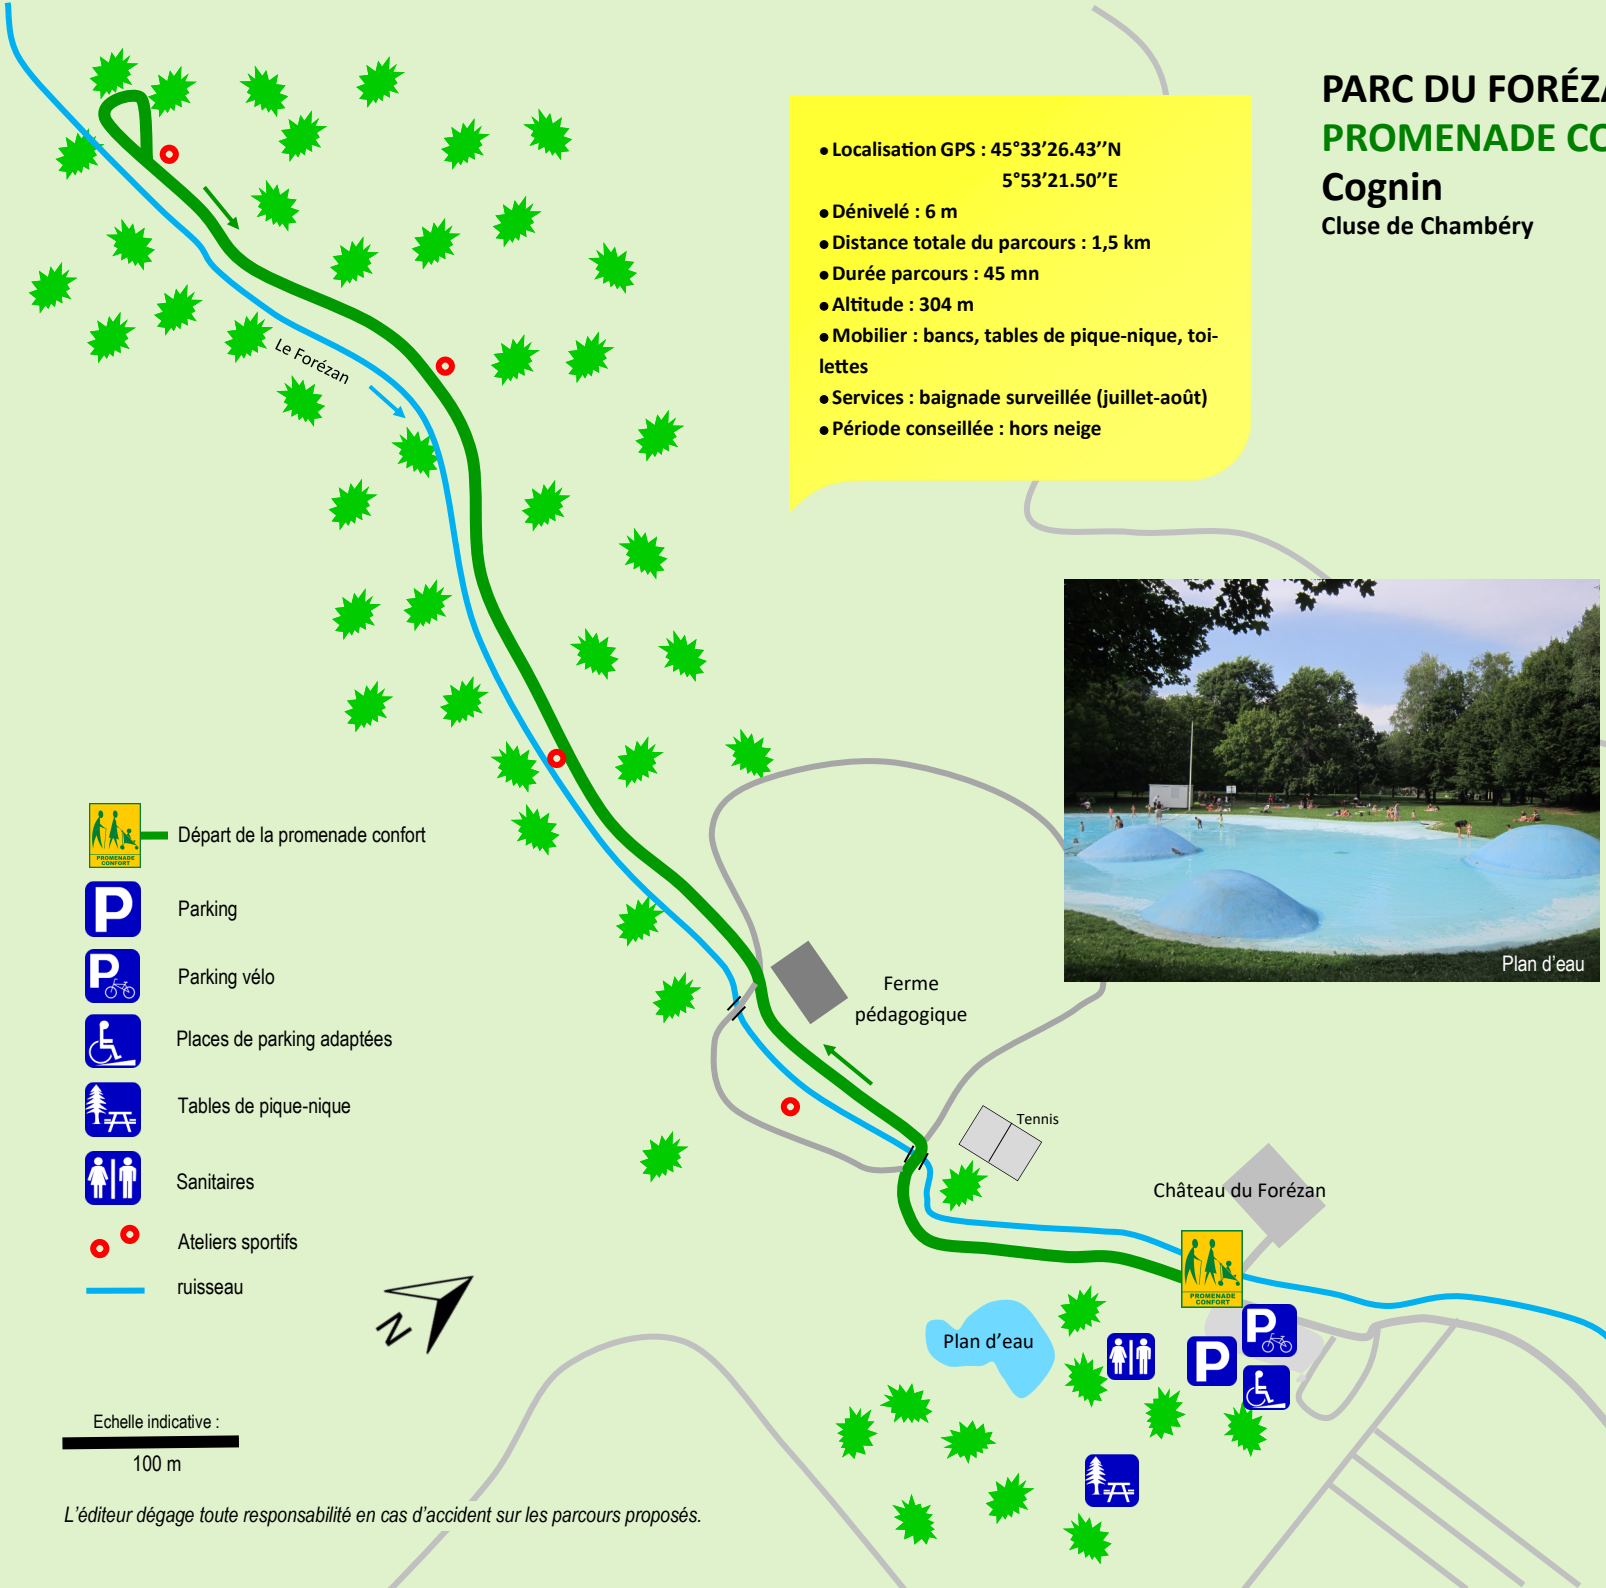 PARC DU FORÉZA
PROMENADE CO
Cognin
Cluse de Chambéry
• Localisation GPS : 45°33’26.43’’N
5°53’21.50’’E
• Dénivelé : 6 m
• Distance totale du parcours : 1,5 km
• Durée parcours : 45 mn
• Altitude : 304 m
• Mobilier : bancs, tables de pique-nique, toi-
lettes
• Services : baignade surveillée (juillet-août)
• Période conseillée : hors neige
Le Forézan
Plan d’eau
Ferme
pédagogique
Tennis
Château du Forézan
PROMENADE
CONFORT
P
P
Plan d’eau
PROMENADE
CONFORT
Départ de la promenade confort
P
Parking
P
Parking vélo
Places de parking adaptées
Tables de pique-nique
Sanitaires
Ateliers sportifs
ruisseau
N
Echelle indicative :
100 m
L’éditeur dégage toute responsabilité en cas d’accident sur les parcours proposés.